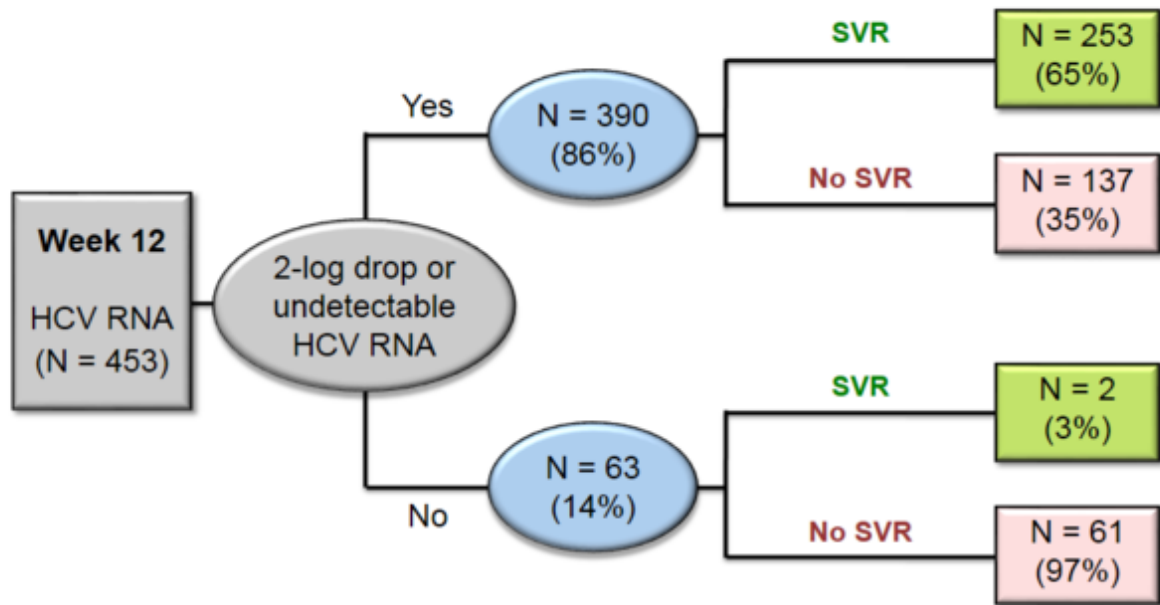 Week 12
HCV RNA
(N = 453)
2-log drop or
undetectable
HCV RNA
Yes
N = 390
(86%)
SVR
N = 253
(65%)
No SVR
N = 137
(35%)
No
N = 63
(14%)
SVR
N = 2
(3%)
No SVR
N = 61
(97%)